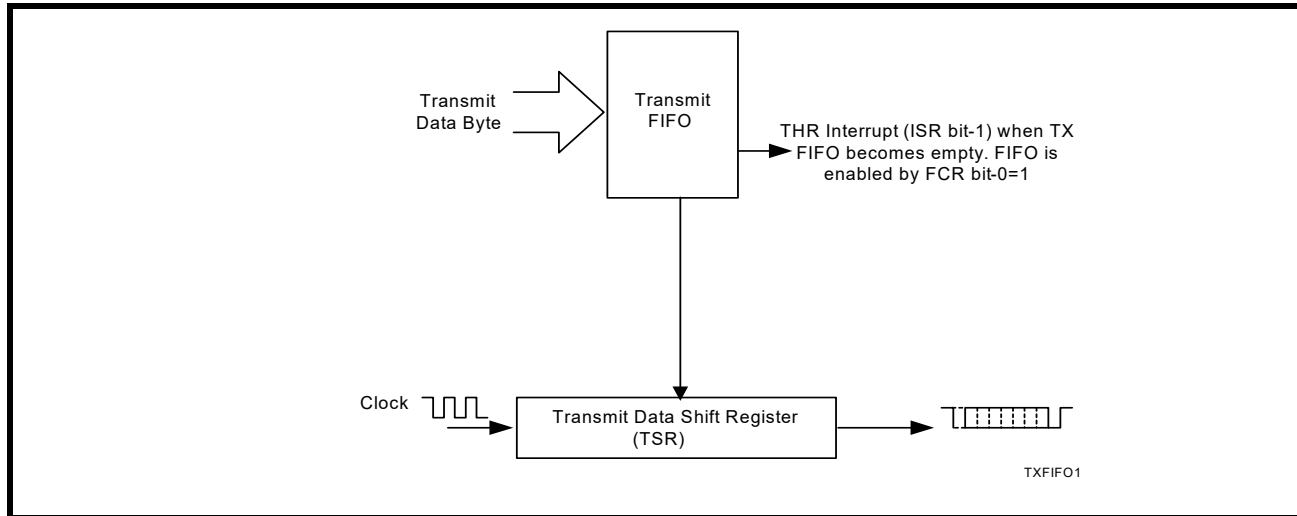 Transmit
FIFO
Transmit
Data Byte
THR Interrupt (ISR bit-1) when TX
FIFO becomes empty. FIFO is
enabled by FCR bit-0=1
Clock
Transmit Data Shift Register
(TSR)
TXFIFO1